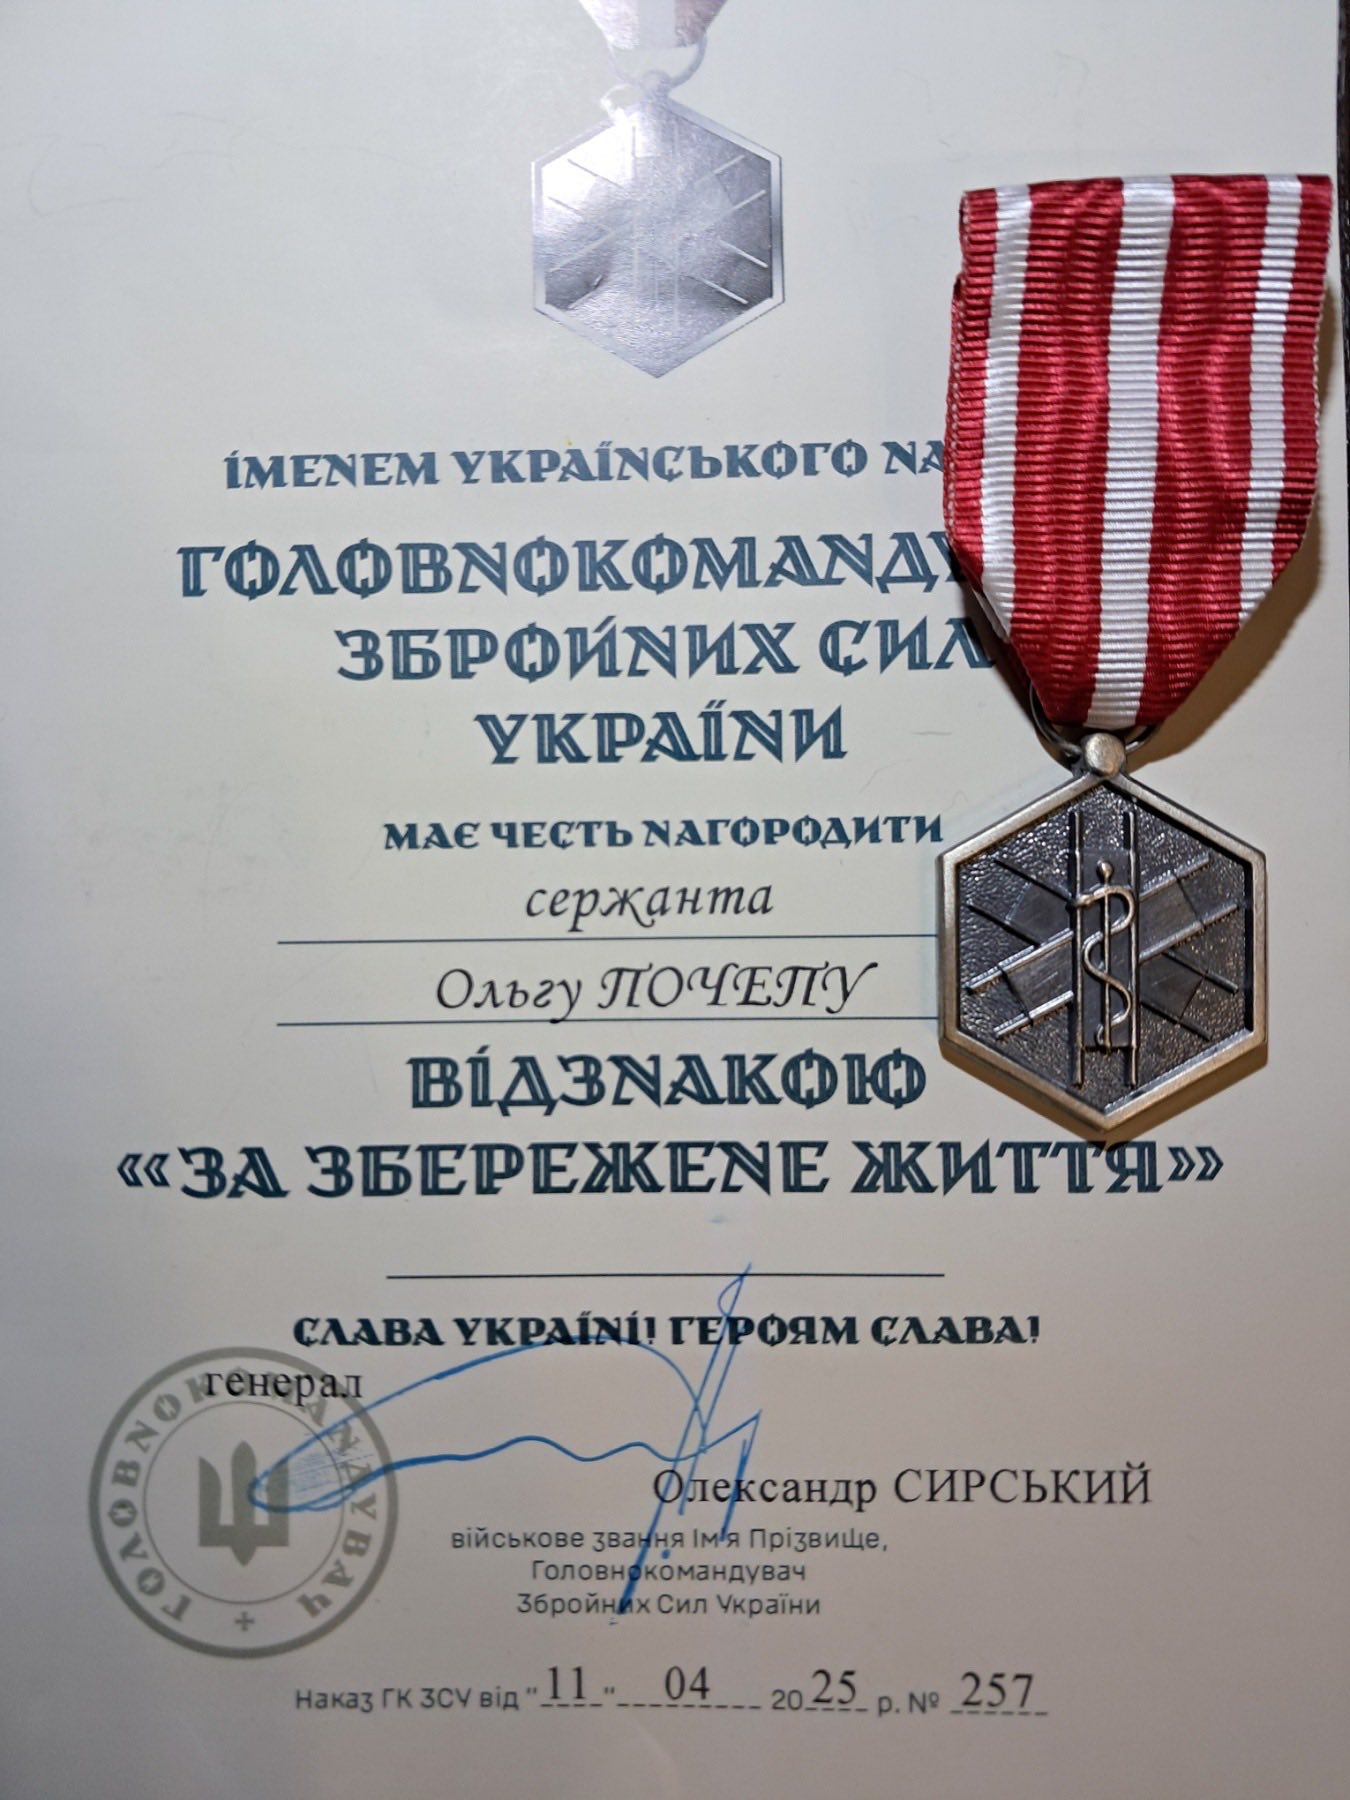 ІМЕНЕМ УКРАЇНСЬКОГО
ГОЛОВНОКОМАНД
ЗБРОЙНИХ СИЛ
УКРАЇНИ
МАЄ ЧЕСТЬ НАГОРОДИТИ
сержанта
Ольгу ПОЧЕПУ
ВІДЗНАКОЮ
«ЗА ЗБЕРЕЖЕНЕ ЖИТТЯ»
СЛАВА УКРАЇНІ! ГЕРОЯМ СЛАВА!
генерал
ГОЛОВНОКОМАНДУВАЧ
Олександр СИРСЬКИЙ
військове звання Ім'я Прізвище,
Головнокомандувач
Збройних Сил України
Наказ ГК ЗСУ від "11" 04 2025 р. № 257